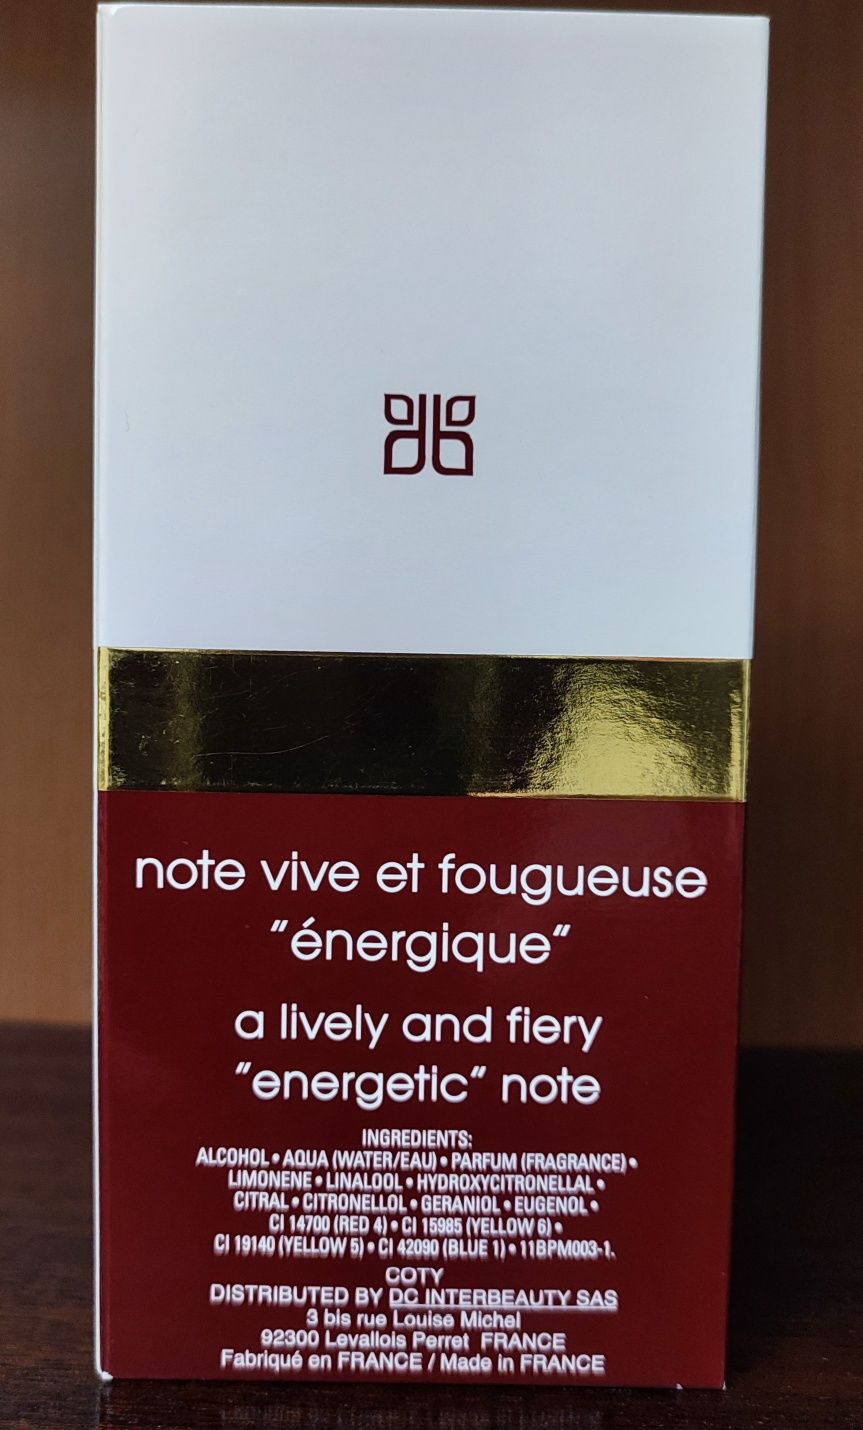 note vive et fougueuse
"énergique"
a lively and fiery
"energetic" note
INGREDIENTS:
ALCOHOL • AQUA (WATER/EAU) • PARFUM (FRAGRANCE) •
LIMONENE • LINALOOL • HYDROXYCITRONELLAL •
CITRAL • CITRONELLOL • GERANIOL • EUGENOL •
CI 14700 (RED 4) • CI 15985 (YELLOW 6) •
CI 19140 (YELLOW 5) • CI 42090 (BLUE 1) • 11BPM003-1.
COTY
DISTRIBUTED BY DC INTERBEAUTY SAS
3 bis rue Louise Michel
92300 Levallois Perret FRANCE
Fabriqué en FRANCE / Made in FRANCE